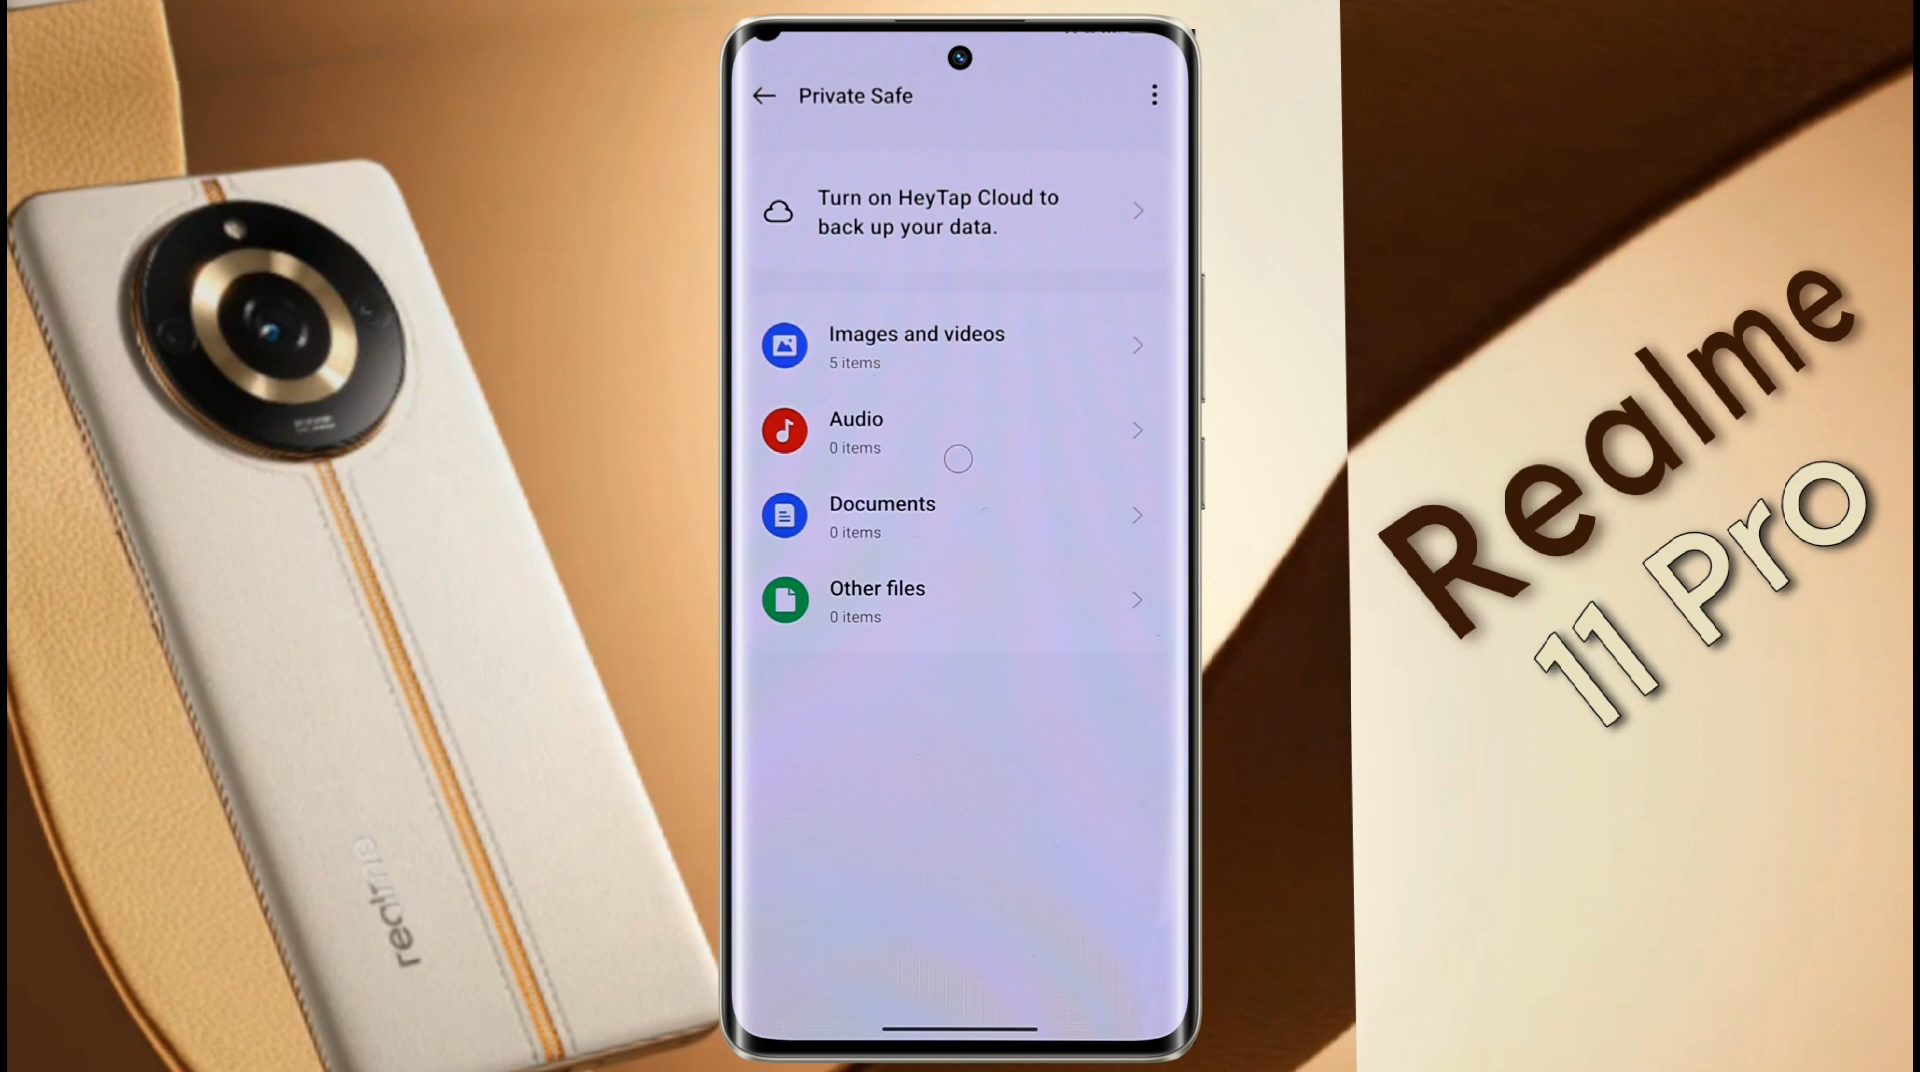 Private Safe
Turn on HeyTap Cloud to
back up your data.
Images and videos
5 items
Audio
0 items
Documents
0 items
Other files
0 items
realme
Realme
11 Pro